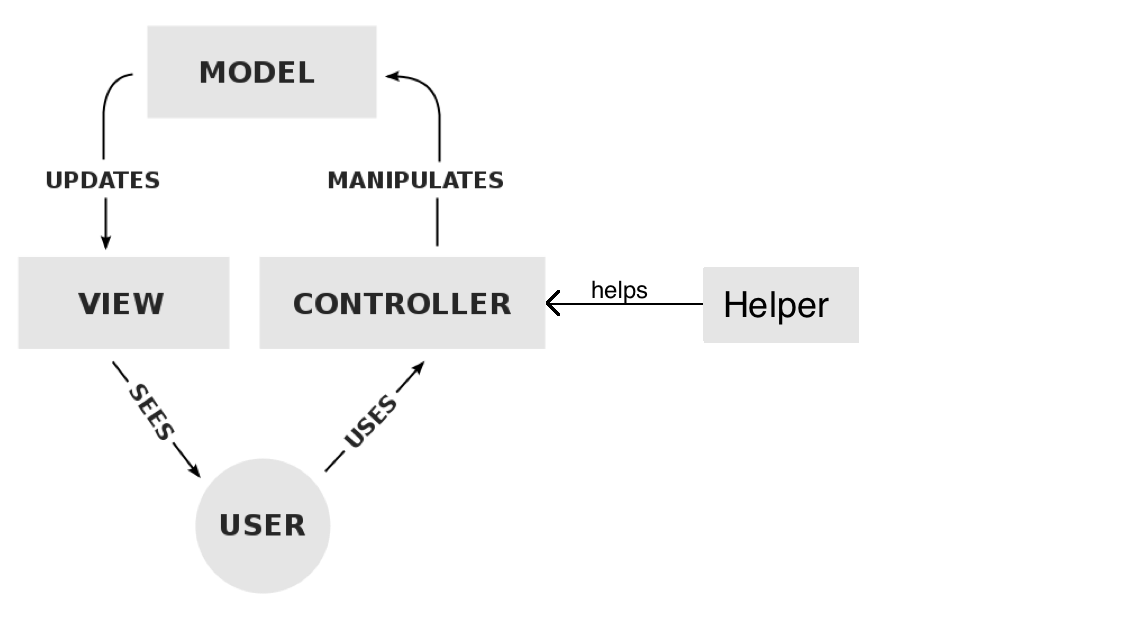 MODEL
UPDATES
MANIPULATES
VIEW
CONTROLLER
helps
Helper
SEES
USES
USER